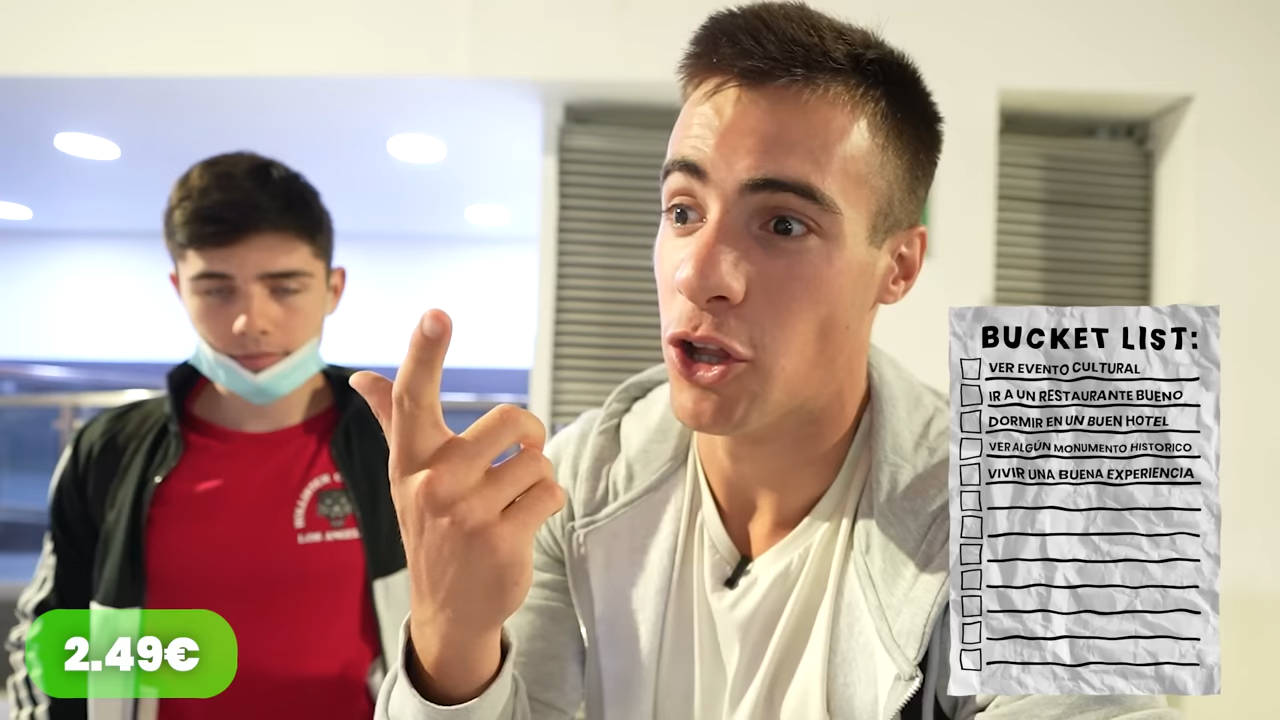 BUCKET LIST:
VER EVENTO CULTURAL
IR A UN RESTAURANTE BUENO
DORMIR EN UN BUEN HOTEL
VER ALGÚN MONUMENTO HISTORICO
VIVIR UNA BUENA EXPERIENCIA
LOS ANGEL
2.49€